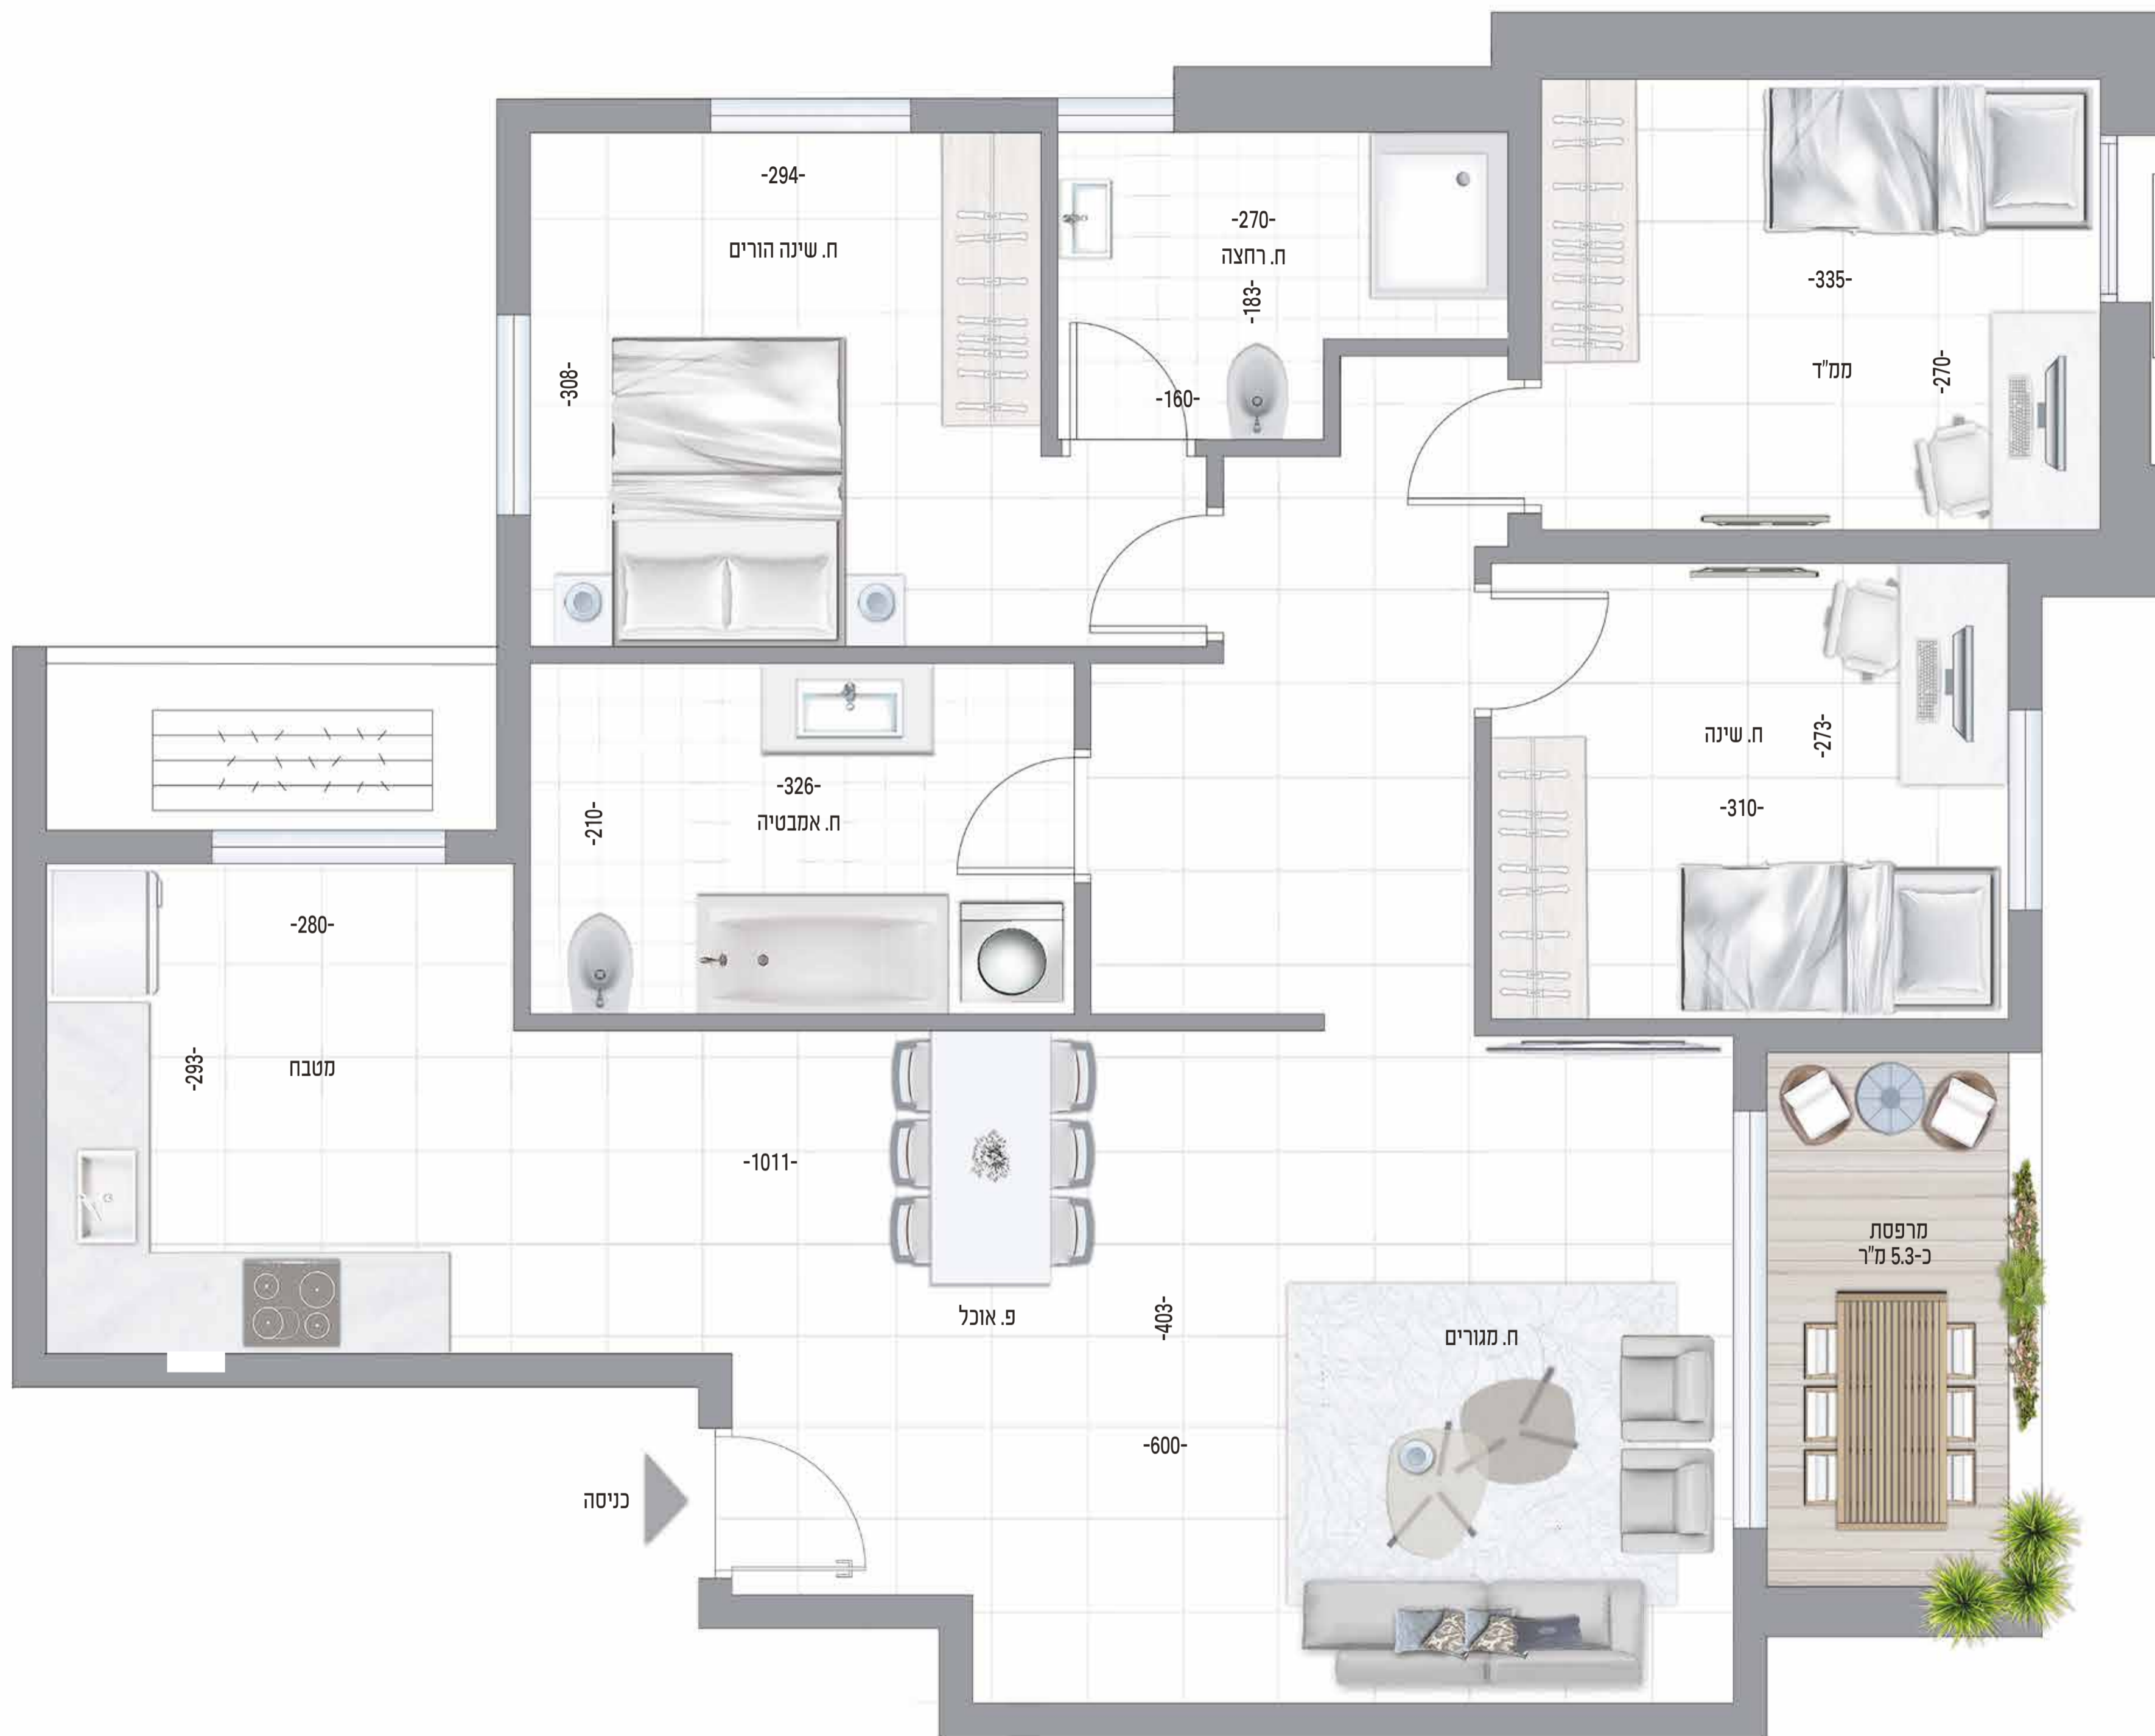 -294-
ח. שינה הורים
-308-
-270-
ח. רחצה
-183-
-160-
-335-
ממ"ד
-270-
ח. שינה
-273-
-310-
-326-
ח. אמבטיה
-210-
-280-
-293-
מטבח
-1011-
פ. אוכל
-403-
ח. מגורים
-600-
מרפסת
כ-5.3 מ"ר
כניסה